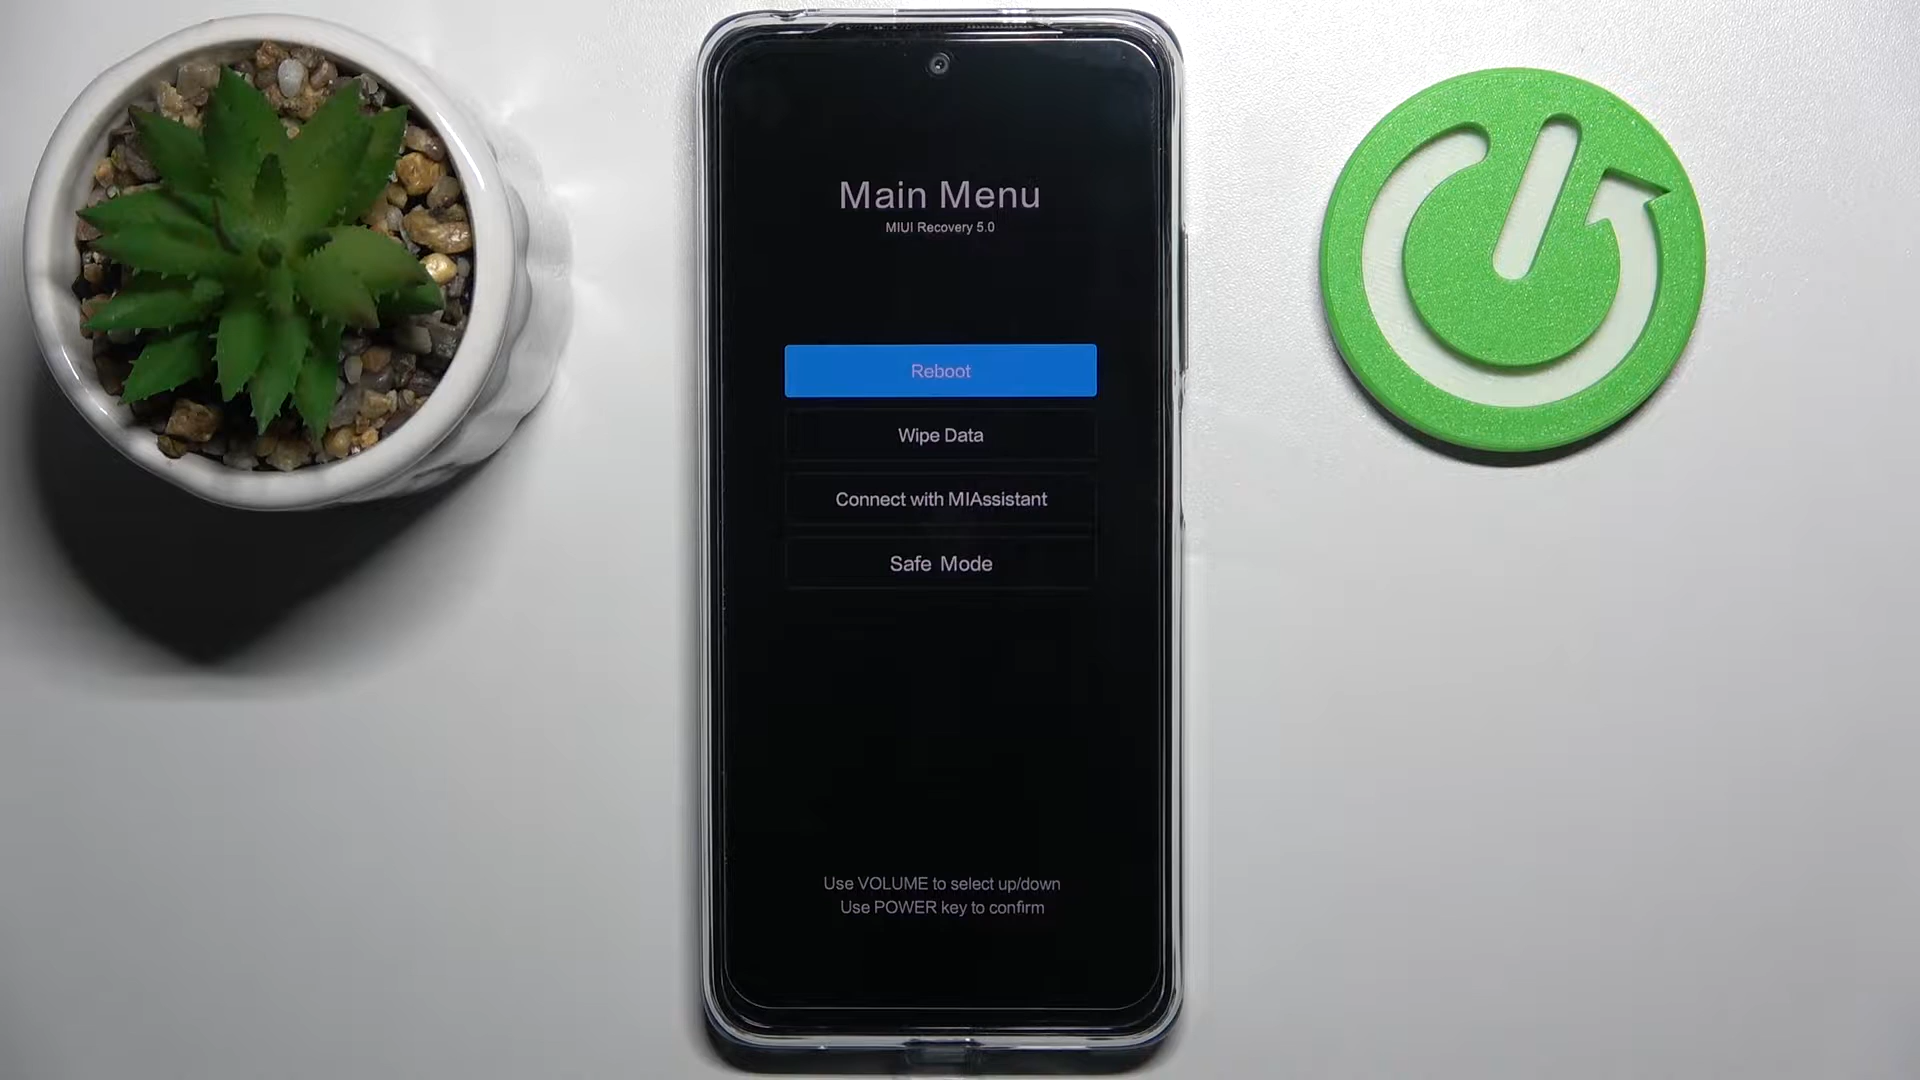 Main Menu
MIUI Recovery 5.0
Reboot
Wipe Data
Connect with MIAssistant
Safe Mode
Use VOLUME to select up/down
Use POWER key to confirm